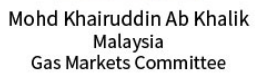 Mohd Khairuddin Ab Khalik
Malaysia
Gas Markets Committee